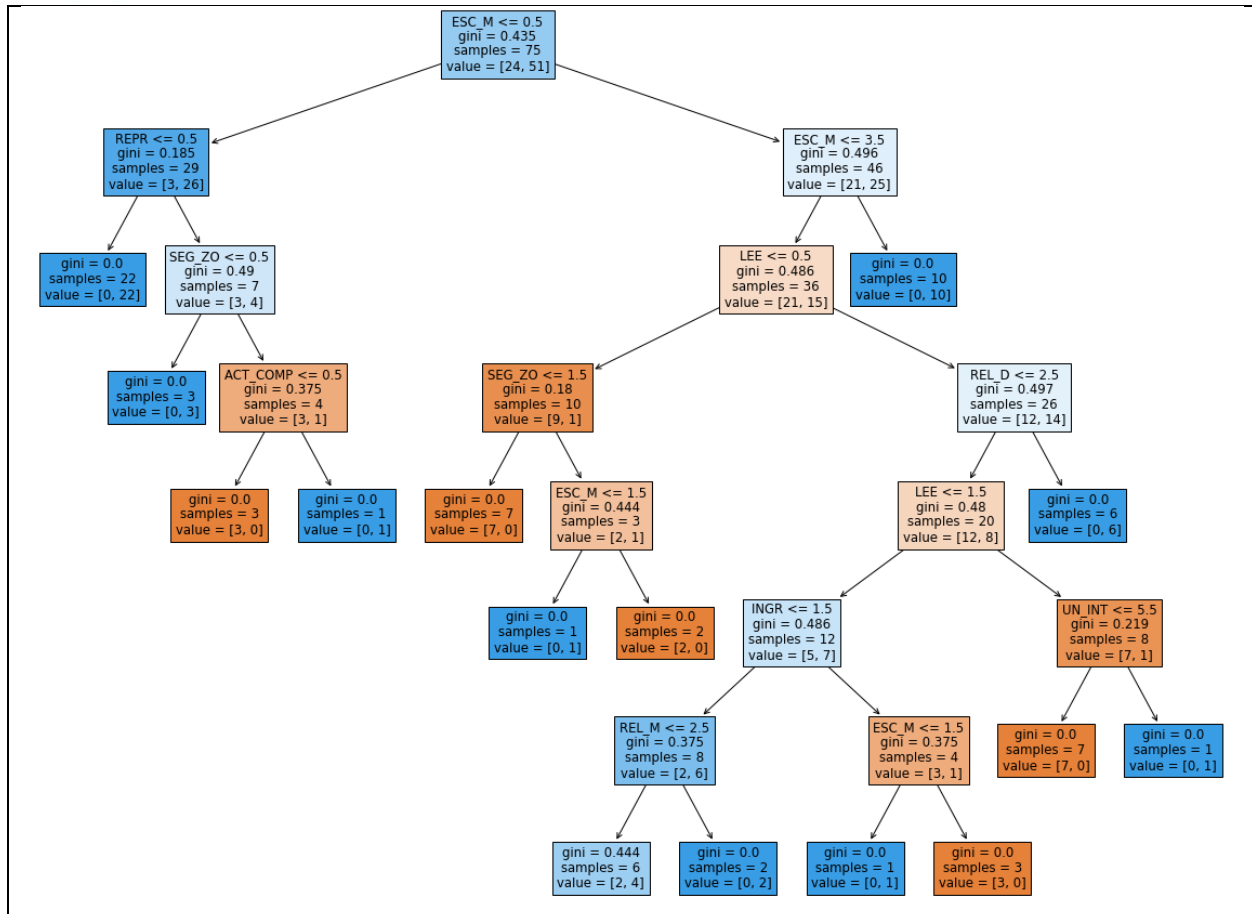 ESC_M <= 0.5
gini = 0.435
samples = 75
value = [24, 51]
REPR <= 0.5
gini = 0.185
samples = 29
value = [3, 26]
ESC_M <= 3.5
gini = 0.496
samples = 46
value = [21, 25]
gini = 0.0
samples = 22
value = [0, 22]
SEG_ZO <= 0.5
gini = 0.49
samples = 7
value = [3, 4]
LEE <= 0.5
gini = 0.486
samples = 36
value = [21, 15]
gini = 0.0
samples = 10
value = [0, 10]
gini = 0.0
samples = 3
value = [0, 3]
ACT_COMP <= 0.5
gini = 0.375
samples = 4
value = [3, 1]
SEG_ZO <= 1.5
gini = 0.18
samples = 10
value = [9, 1]
REL_D <= 2.5
gini = 0.497
samples = 26
value = [12, 14]
gini = 0.0
samples = 3
value = [3, 0]
gini = 0.0
samples = 1
value = [0, 1]
gini = 0.0
samples = 7
value = [7, 0]
ESC_M <= 1.5
gini = 0.444
samples = 3
value = [2, 1]
LEE <= 1.5
gini = 0.48
samples = 20
value = [12, 8]
gini = 0.0
samples = 6
value = [0, 6]
gini = 0.0
samples = 1
value = [0, 1]
gini = 0.0
samples = 2
value = [2, 0]
INGR <= 1.5
gini = 0.486
samples = 12
value = [5, 7]
UN_INT <= 5.5
gini = 0.219
samples = 8
value = [7, 1]
REL_M <= 2.5
gini = 0.375
samples = 8
value = [2, 6]
ESC_M <= 1.5
gini = 0.375
samples = 4
value = [3, 1]
gini = 0.0
samples = 7
value = [7, 0]
gini = 0.0
samples = 1
value = [0, 1]
gini = 0.444
samples = 6
value = [2, 4]
gini = 0.0
samples = 2
value = [0, 2]
gini = 0.0
samples = 1
value = [0, 1]
gini = 0.0
samples = 3
value = [3, 0]